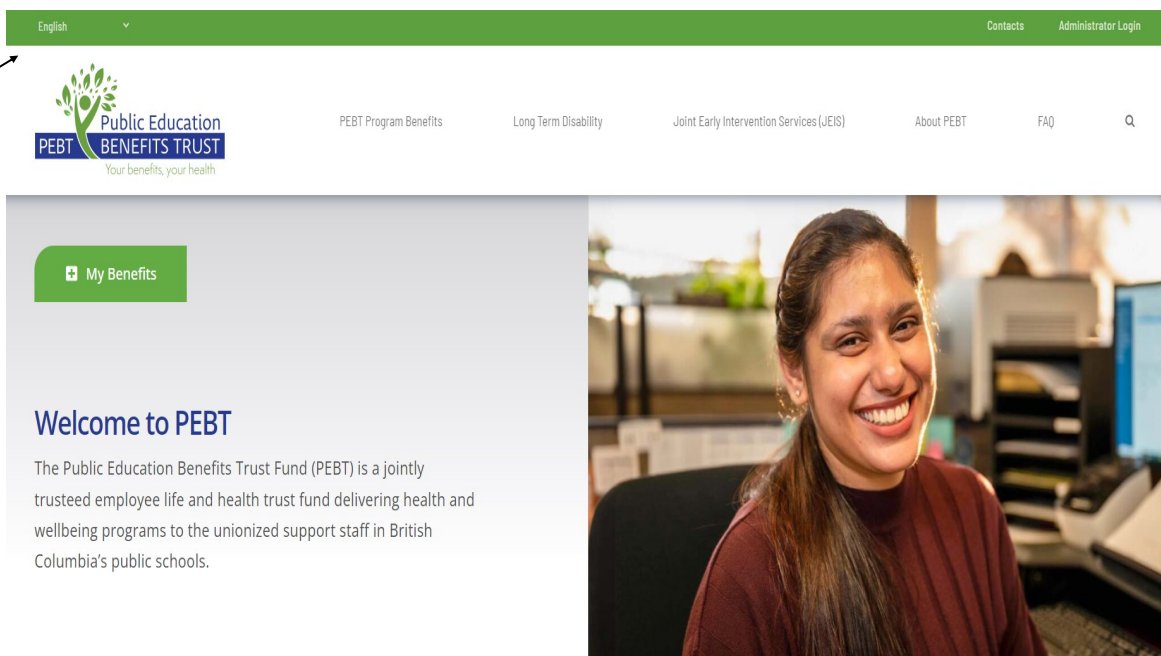 English
Contacts
Administrator Login
Public Education
PEBT BENEFITS TRUST
Your benefits, your health
PEBT Program Benefits
Long Term Disability
Joint Early Intervention Services (JEIS)
About PEBT
FAQ
My Benefits
Welcome to PEBT
The Public Education Benefits Trust Fund (PEBT) is a jointly
trusteed employee life and health trust fund delivering health and
wellbeing programs to the unionized support staff in British
Columbia's public schools.